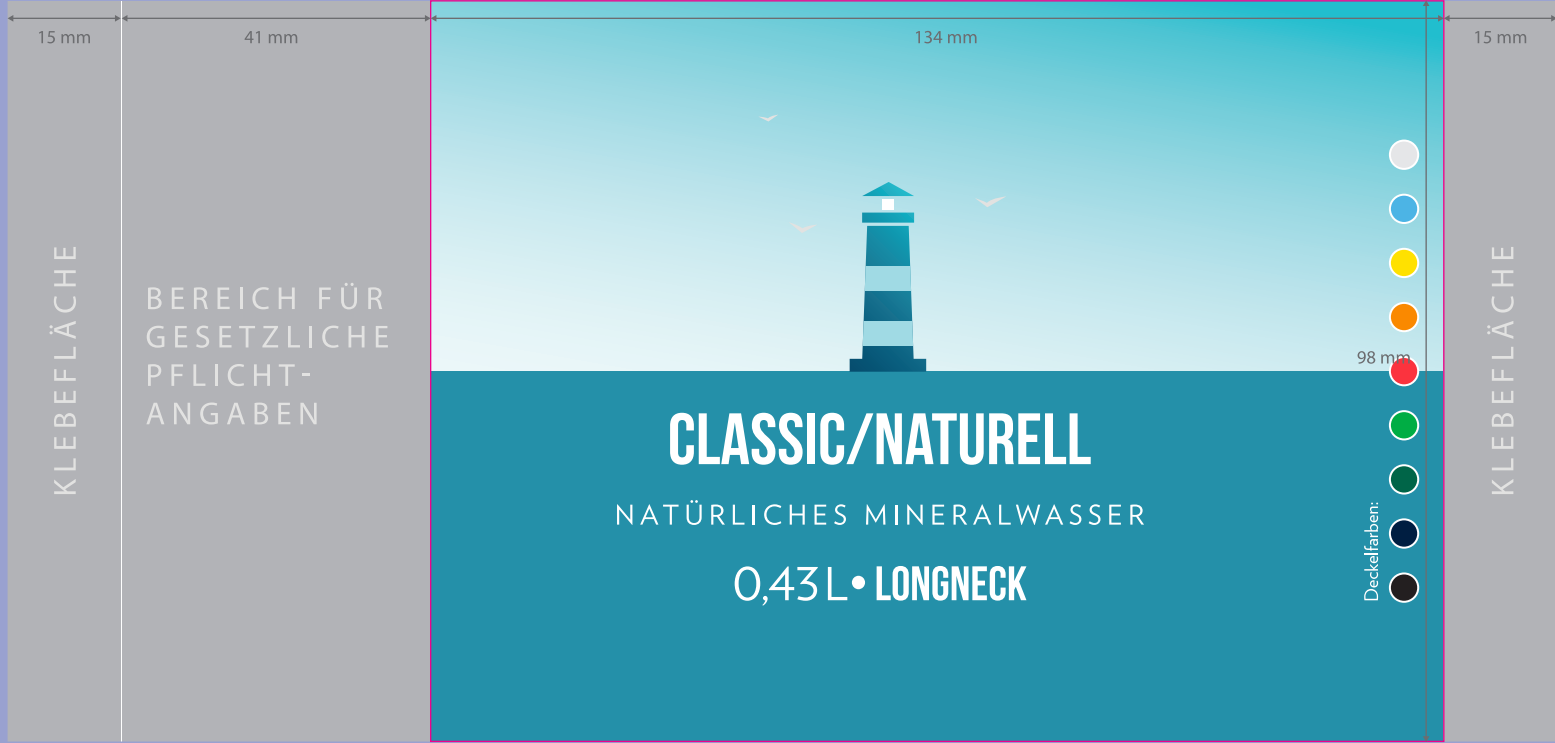 15 mm
41 mm
134 mm
15 mm
KLEBEFLÄCHE
BEREICH FÜR
GESETZLICHE
PFLICHT-
ANGABEN
98 mm
CLASSIC/NATURELL
NATÜRLICHES MINERALWASSER
0,43 L • LONGNECK
Deckelfarben:
KLEBEFLÄCHE